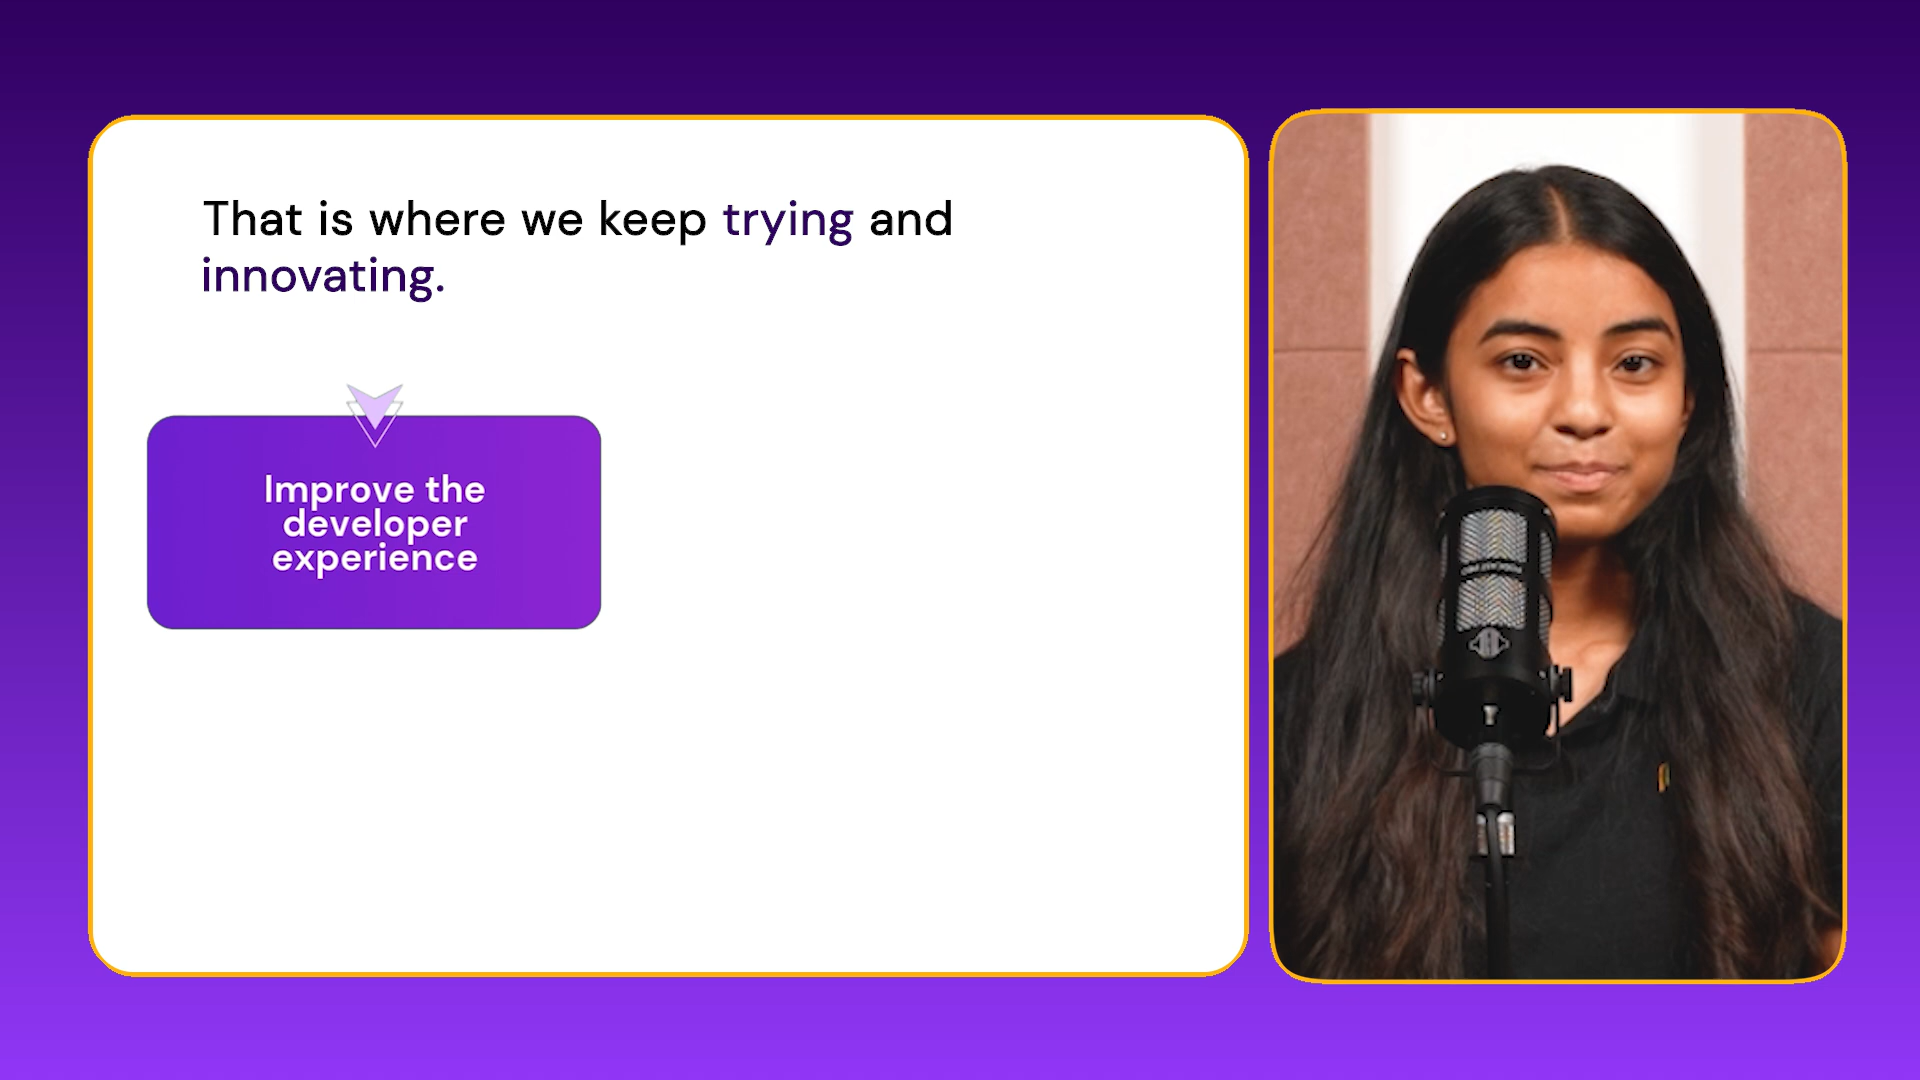 That is where we keep trying and
innovating.
Improve the
developer
experience